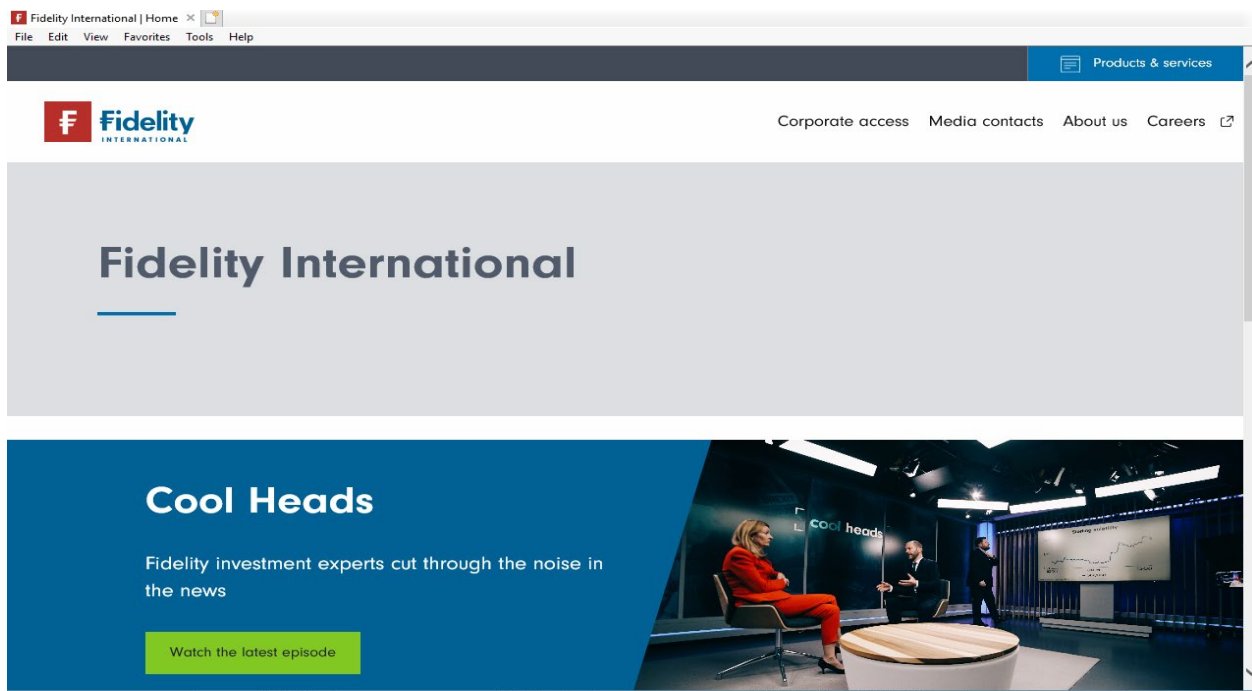 Fidelity International | Home
File Edit View Favorites Tools Help
Products & services
Fidelity
INTERNATIONAL
Corporate access Media contacts About us Careers
Fidelity International
Cool Heads
Fidelity investment experts cut through the noise in
the news
Watch the latest episode
cool heads